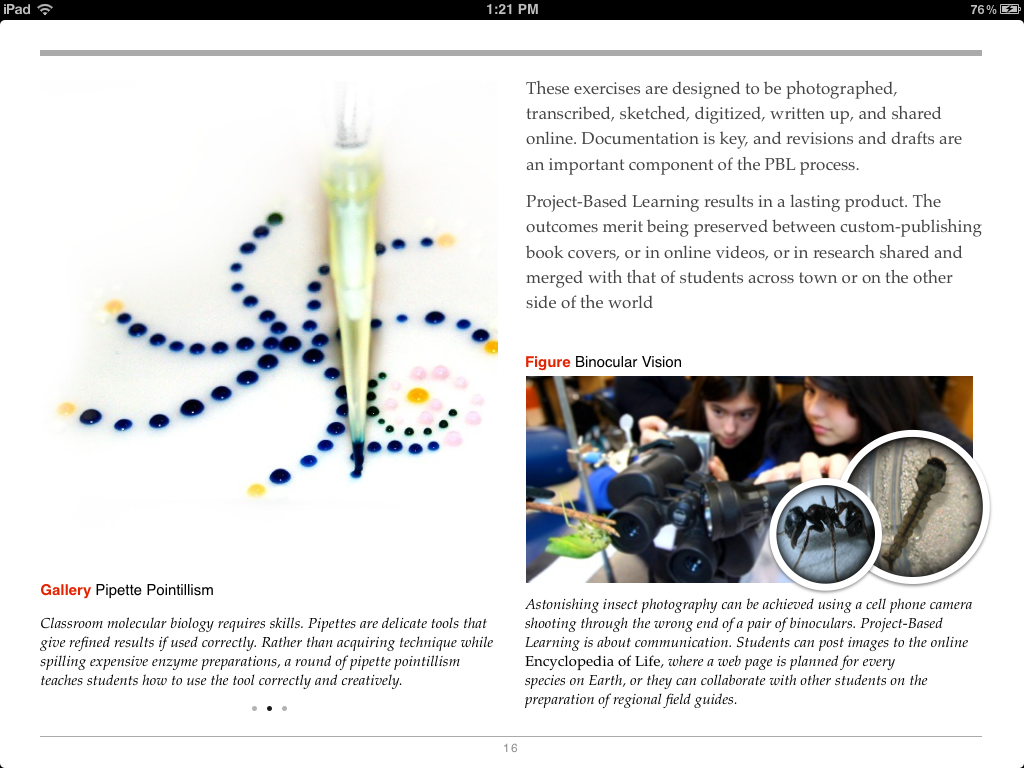 iPad
1:21 PM
76%
These exercises are designed to be photographed,
transcribed, sketched, digitized, written up, and shared
online. Documentation is key, and revisions and drafts are
an important component of the PBL process.
Project-Based Learning results in a lasting product. The
outcomes merit being preserved between custom-publishing
book covers, or in online videos, or in research shared and
merged with that of students across town or on the other
side of the world
Gallery Pipette Pointillism
Classroom molecular biology requires skills. Pipettes are delicate tools that
give refined results if used correctly. Rather than acquiring technique while
spilling expensive enzyme preparations, a round of pipette pointillism
teaches students how to use the tool correctly and creatively.
Figure Binocular Vision
Astonishing insect photography can be achieved using a cell phone camera
shooting through the wrong end of a pair of binoculars. Project-Based
Learning is about communication. Students can post images to the online
Encyclopedia of Life, where a web page is planned for every
species on Earth, or they can collaborate with other students on the
preparation of regional field guides.
16